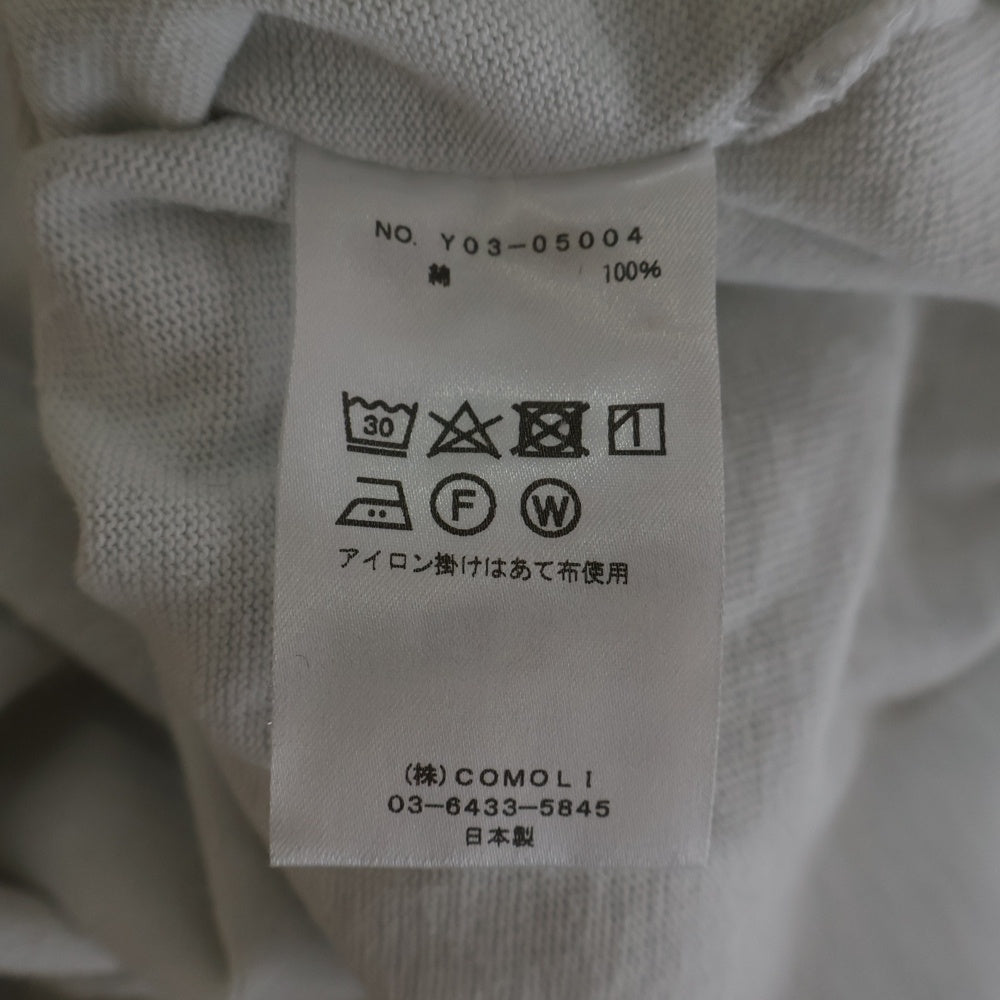 NO. Y03-05004
綿 100%
30
F W
アイロン掛けはあて布使用
(株)COMOLI
03-6433-5845
日本製